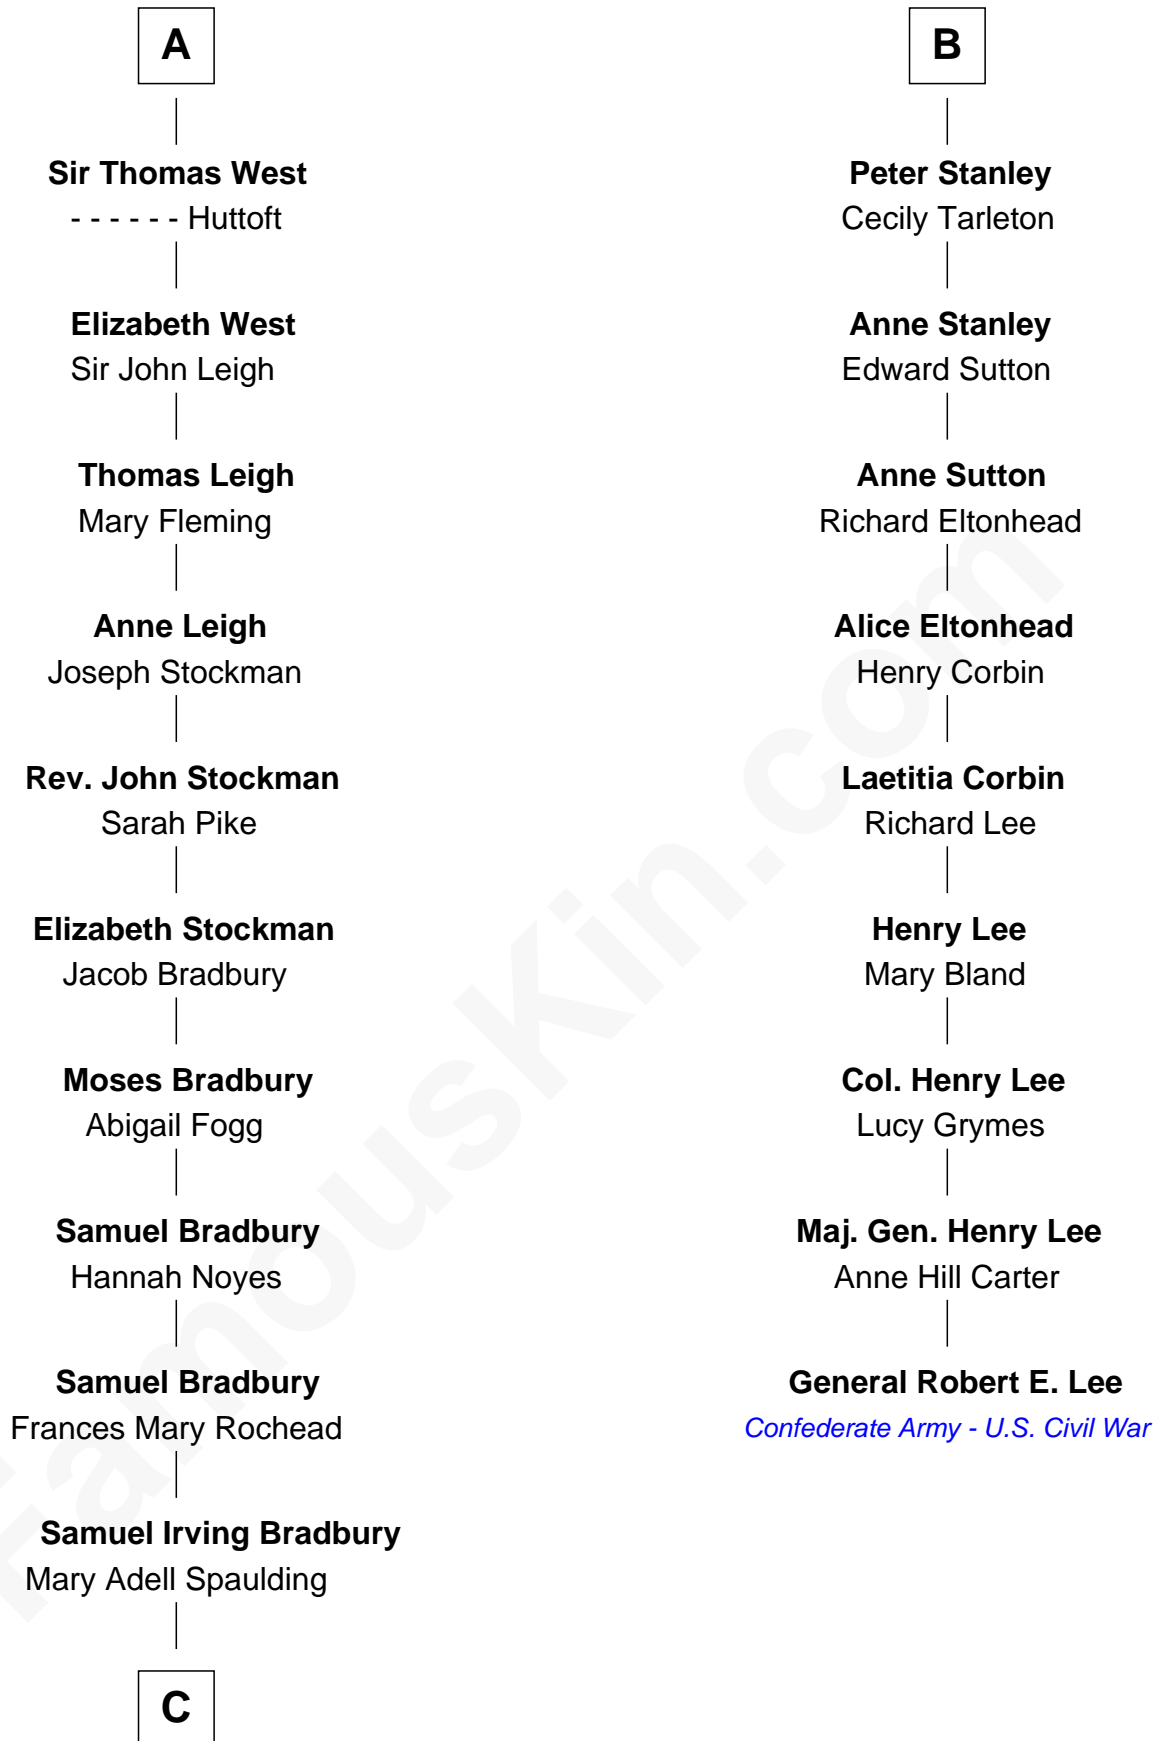 A
Sir Thomas West
- - - - - - Huttoft
Elizabeth West
Sir John Leigh
Thomas Leigh
Mary Fleming
Anne Leigh
Joseph Stockman
Rev. John Stockman
Sarah Pike
Elizabeth Stockman
Jacob Bradbury
Moses Bradbury
Abigail Fogg
Samuel Bradbury
Hannah Noyes
Samuel Bradbury
Frances Mary Rochead
Samuel Irving Bradbury
Mary Adell Spaulding
C
B
Peter Stanley
Cecily Tarleton
Anne Stanley
Edward Sutton
Anne Sutton
Richard Eltonhead
Alice Eltonhead
Henry Corbin
Laetitia Corbin
Richard Lee
Henry Lee
Mary Bland
Col. Henry Lee
Lucy Grymes
Maj. Gen. Henry Lee
Anne Hill Carter
General Robert E. Lee
Confederate Army - U.S. Civil War
FamousKin.com